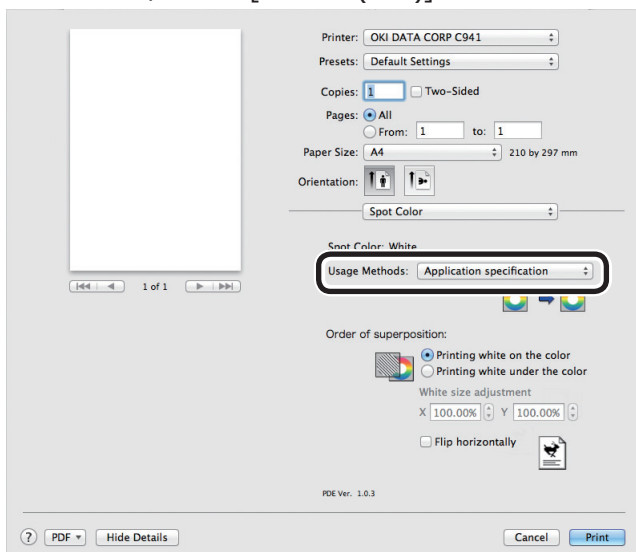 Printer: OKI DATA CORP C941
Presets: Default Settings
Copies: 1 Two-Sided
Pages: All
From: 1 to: 1
Paper Size: A4 210 by 297 mm
Orientation:
Spot Color
Spot Color: White
Usage Methods: Application specification
1 of 1
Order of superposition:
Printing white on the color
Printing white under the color
White size adjustment
X 100.00% Y 100.00%
Flip horizontally
PDE Ver. 1.0.3
? PDF Hide Details Cancel Print